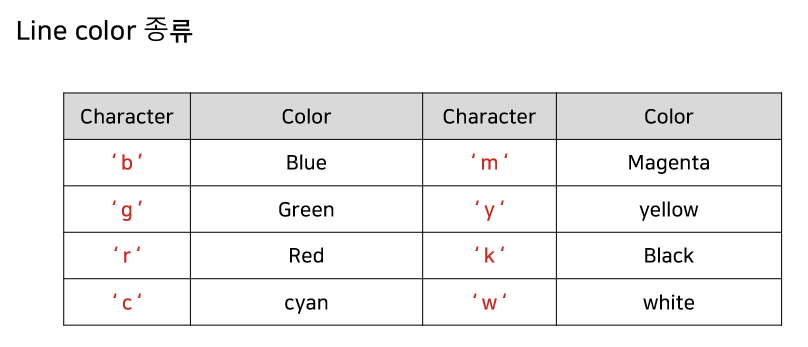 Line color 종류
Character Color Character Color
‘ b ’ Blue ‘ m ‘ Magenta
‘ g ’ Green ‘ y ‘ yellow
‘ r ‘ Red ‘ k ‘ Black
‘ c ‘ cyan ‘ w ‘ white